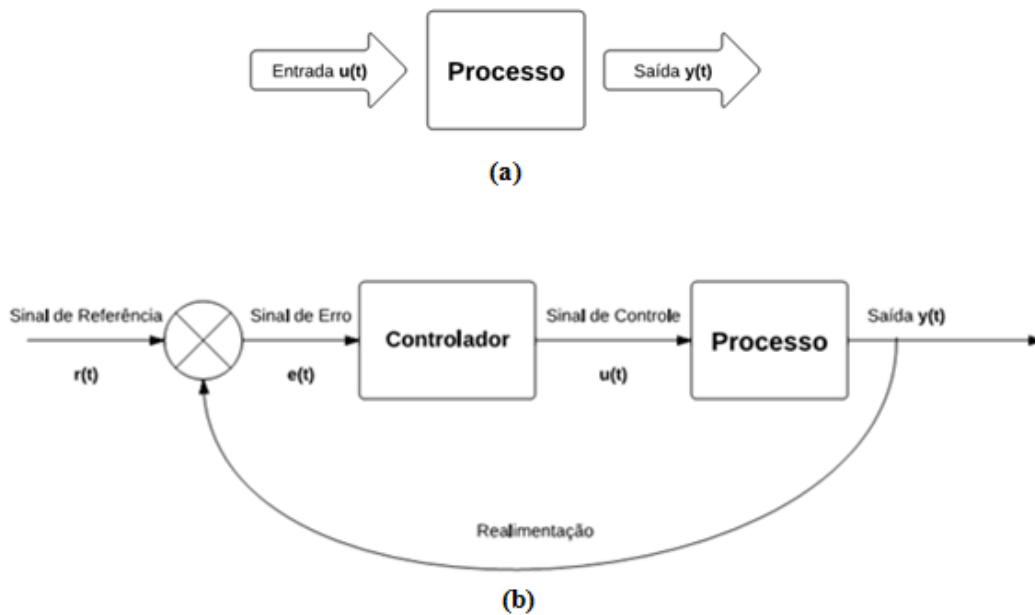 Entrada u(t)
Processo
Saída y(t)
(a)
Sinal de Referência
r(t)
Sinal de Erro
e(t)
Controlador
Sinal de Controle
u(t)
Processo
Saída y(t)
Realimentação
(b)